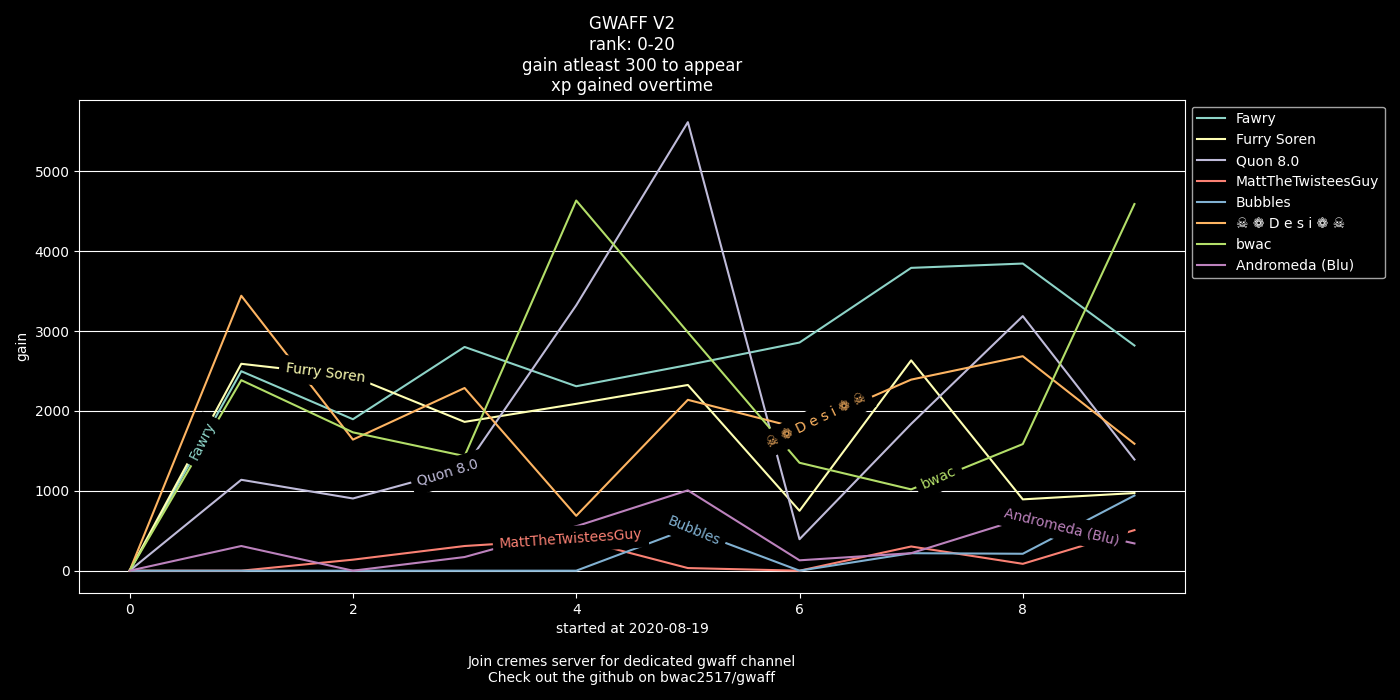 GWAFF V2
rank: 0-20
gain atleast 300 to appear
xp gained overtime
Fawry
Furry Soren
Quon 8.0
MattTheTwisteesGuy
Bubbles
☠ ❁ D e s i ❁ ☠
bwac
Andromeda (Blu)
gain
5000
4000
3000
2000
1000
0
Fawry
Furry Soren
Quon 8.0
MattTheTwisteesGuy
Bubbles
☠ ❁ D e s i ❁ ☠
bwac
Andromeda (Blu)
0 2 4 6 8
started at 2020-08-19
Join cremes server for dedicated gwaff channel
Check out the github on bwac2517/gwaff